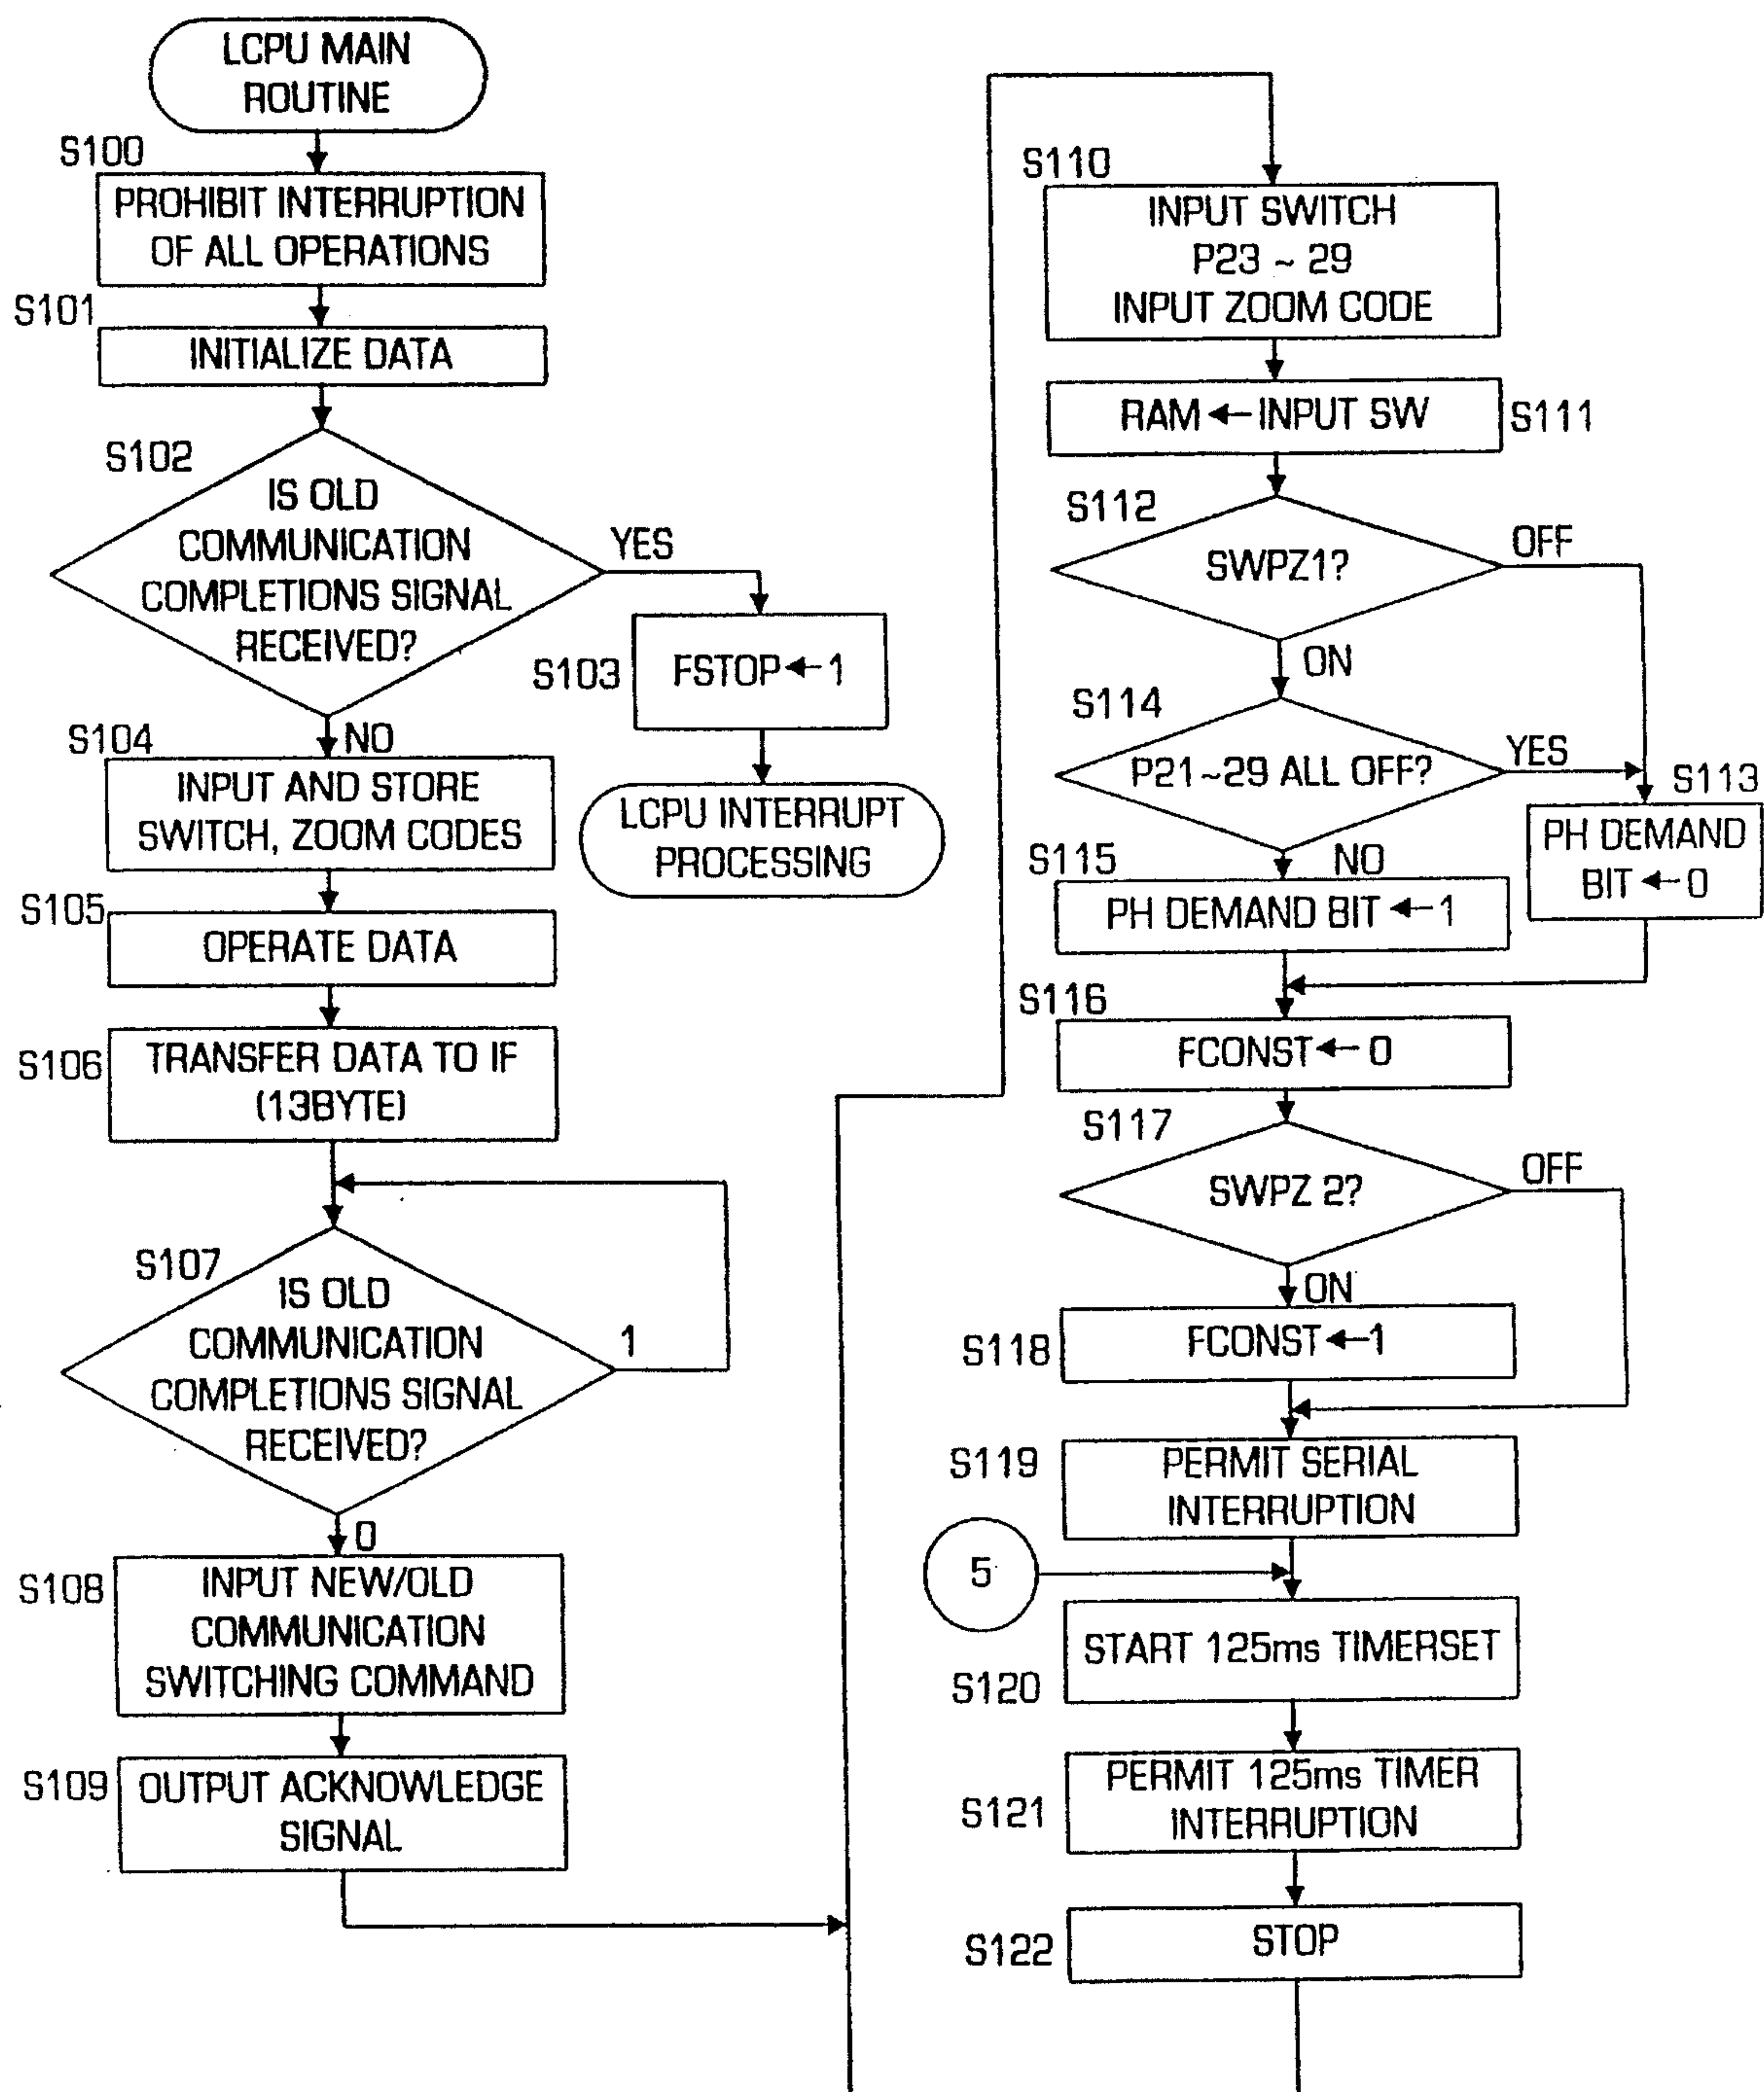 LCPU MAIN
ROUTINE
S100
PROHIBIT INTERRUPTION
OF ALL OPERATIONS
S101
INITIALIZE DATA
S102
IS OLD
COMMUNICATION
COMPLETIONS SIGNAL
RECEIVED?
YES
S103
FSTOP←1
LCPU INTERRUPT
PROCESSING
NO
S104
INPUT AND STORE
SWITCH, ZOOM CODES
S105
OPERATE DATA
S106
TRANSFER DATA TO IF
(13BYTE)
S107
IS OLD
COMMUNICATION
COMPLETIONS SIGNAL
RECEIVED?
1
0
S108
INPUT NEW/OLD
COMMUNICATION
SWITCHING COMMAND
S109
OUTPUT ACKNOWLEDGE
SIGNAL
S110
INPUT SWITCH
P23 ~ 29
INPUT ZOOM CODE
RAM←INPUT SW
S111
S112
SWPZ1?
OFF
ON
S114
P21~29 ALL OFF?
YES
S113
PH DEMAND
BIT←0
NO
S115
PH DEMAND BIT←1
S116
FCONST←0
S117
SWPZ 2?
OFF
ON
S118
FCONST←1
S119
PERMIT SERIAL
INTERRUPTION
5
START 125ms TIMERSET
S120
PERMIT 125ms TIMER
INTERRUPTION
S121
STOP
S122